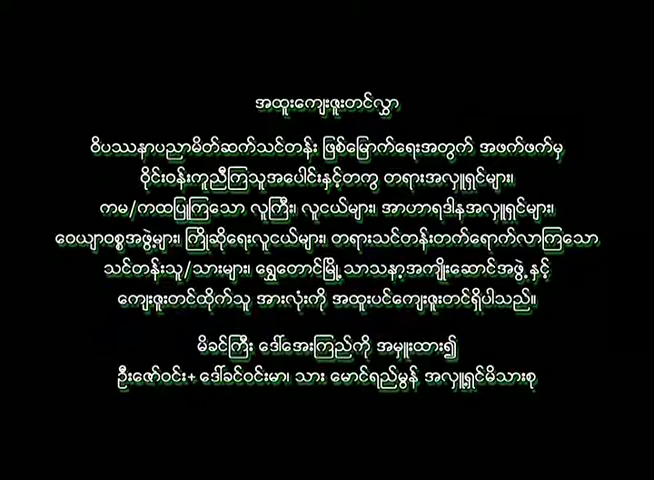 အထူးကျေးဇူးတင်လွှာ
ဝိပဿနာပညာမိတ်ဆက်သင်တန်း ဖြစ်မြောက်ရေးအတွက် အဖက်ဖက်မှ
ဝိုင်းဝန်းကူညီကြသူအပေါင်းနှင့်တကွ တရားအလှူရှင်များ၊
ကမ/ကထပြုကြသော လူကြီး၊ လူငယ်များ၊ အာဟာရဒါနအလှူရှင်များ၊
ဝေယျာဝစ္စအဖွဲ့များ၊ ကြိုဆိုရေးလူငယ်များ၊ တရားသင်တန်းတက်ရောက်လာကြသော
သင်တန်းသူ/သားများ၊ ရွှေတောင်မြို့ သာသနာ့အကျိုးဆောင်အဖွဲ့ နှင့်
ကျေးဇူးတင်ထိုက်သူ အားလုံးကို အထူးပင်ကျေးဇူးတင်ရှိပါသည်။
မိခင်ကြီး ဒေါ်အေးကြည်ကို အမှူးထား၍
ဦးဇော်ဝင်း+ ဒေါ်ခင်ဝင်းမာ၊ သား မောင်ရည်မွန် အလှူ့ရှင်မိသားစု